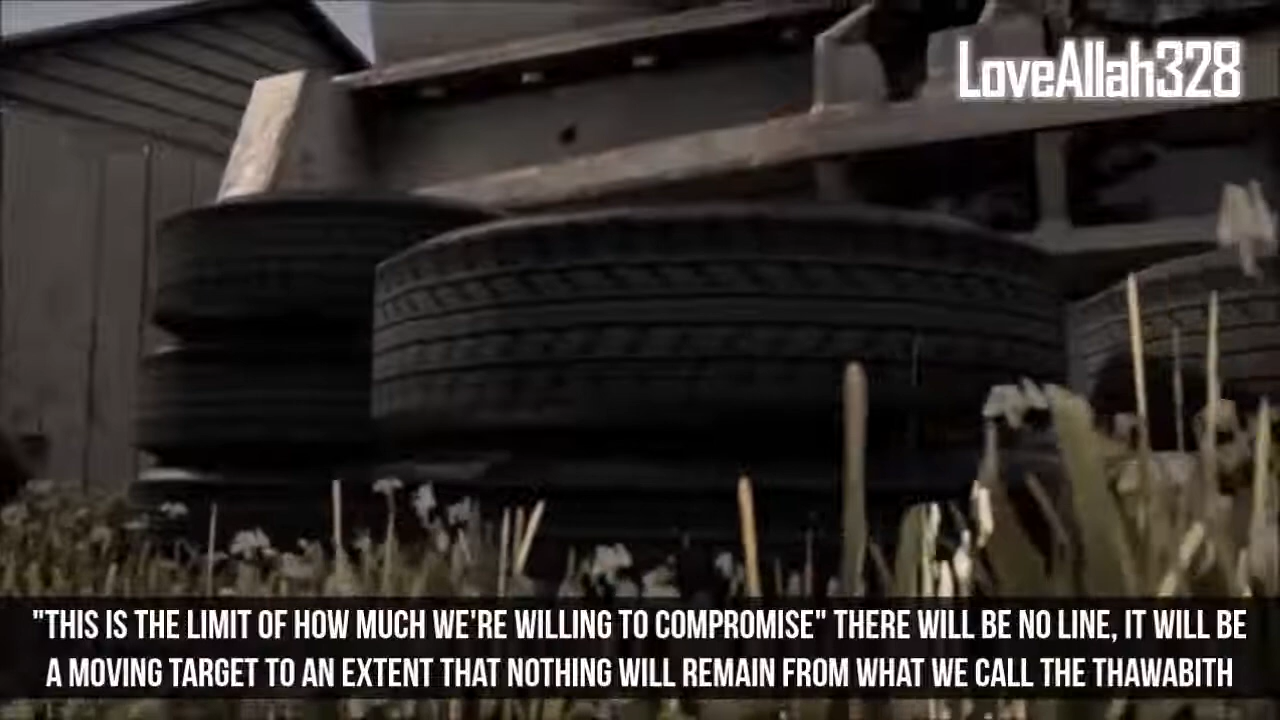 LoveAllah328
"THIS IS THE LIMIT OF HOW MUCH WE'RE WILLING TO COMPROMISE" THERE WILL BE NO LINE, IT WILL BE
A MOVING TARGET TO AN EXTENT THAT NOTHING WILL REMAIN FROM WHAT WE CALL THE THAWABITH